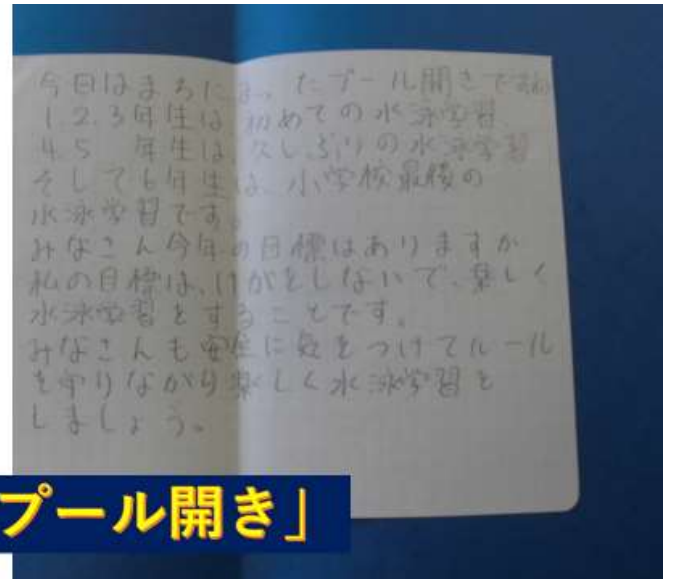 今日はまちにまったプール開きですね
1.2.3年生は初めての水泳学習、
4.5 年生は、久しぶりの水泳学習
そして6年生は、小学校最後の
水泳学習です。
みなさん今年の目標はありますか
私の目標は、けがをしないで、楽しく
水泳学習をすることです。
みなさんも安全に気をつけてルール
を守りながら楽しく水泳学習を
しましょう。
プール開き」